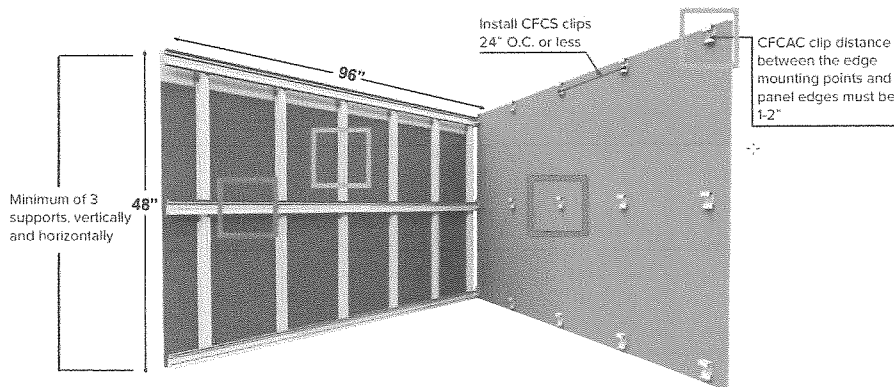 Install CFCS clips
24" O.C. or less
CFCAC clip distance
between the edge
mounting points and
panel edges must be
1-2"
96"
48"
Minimum of 3
supports, vertically
and horizontally